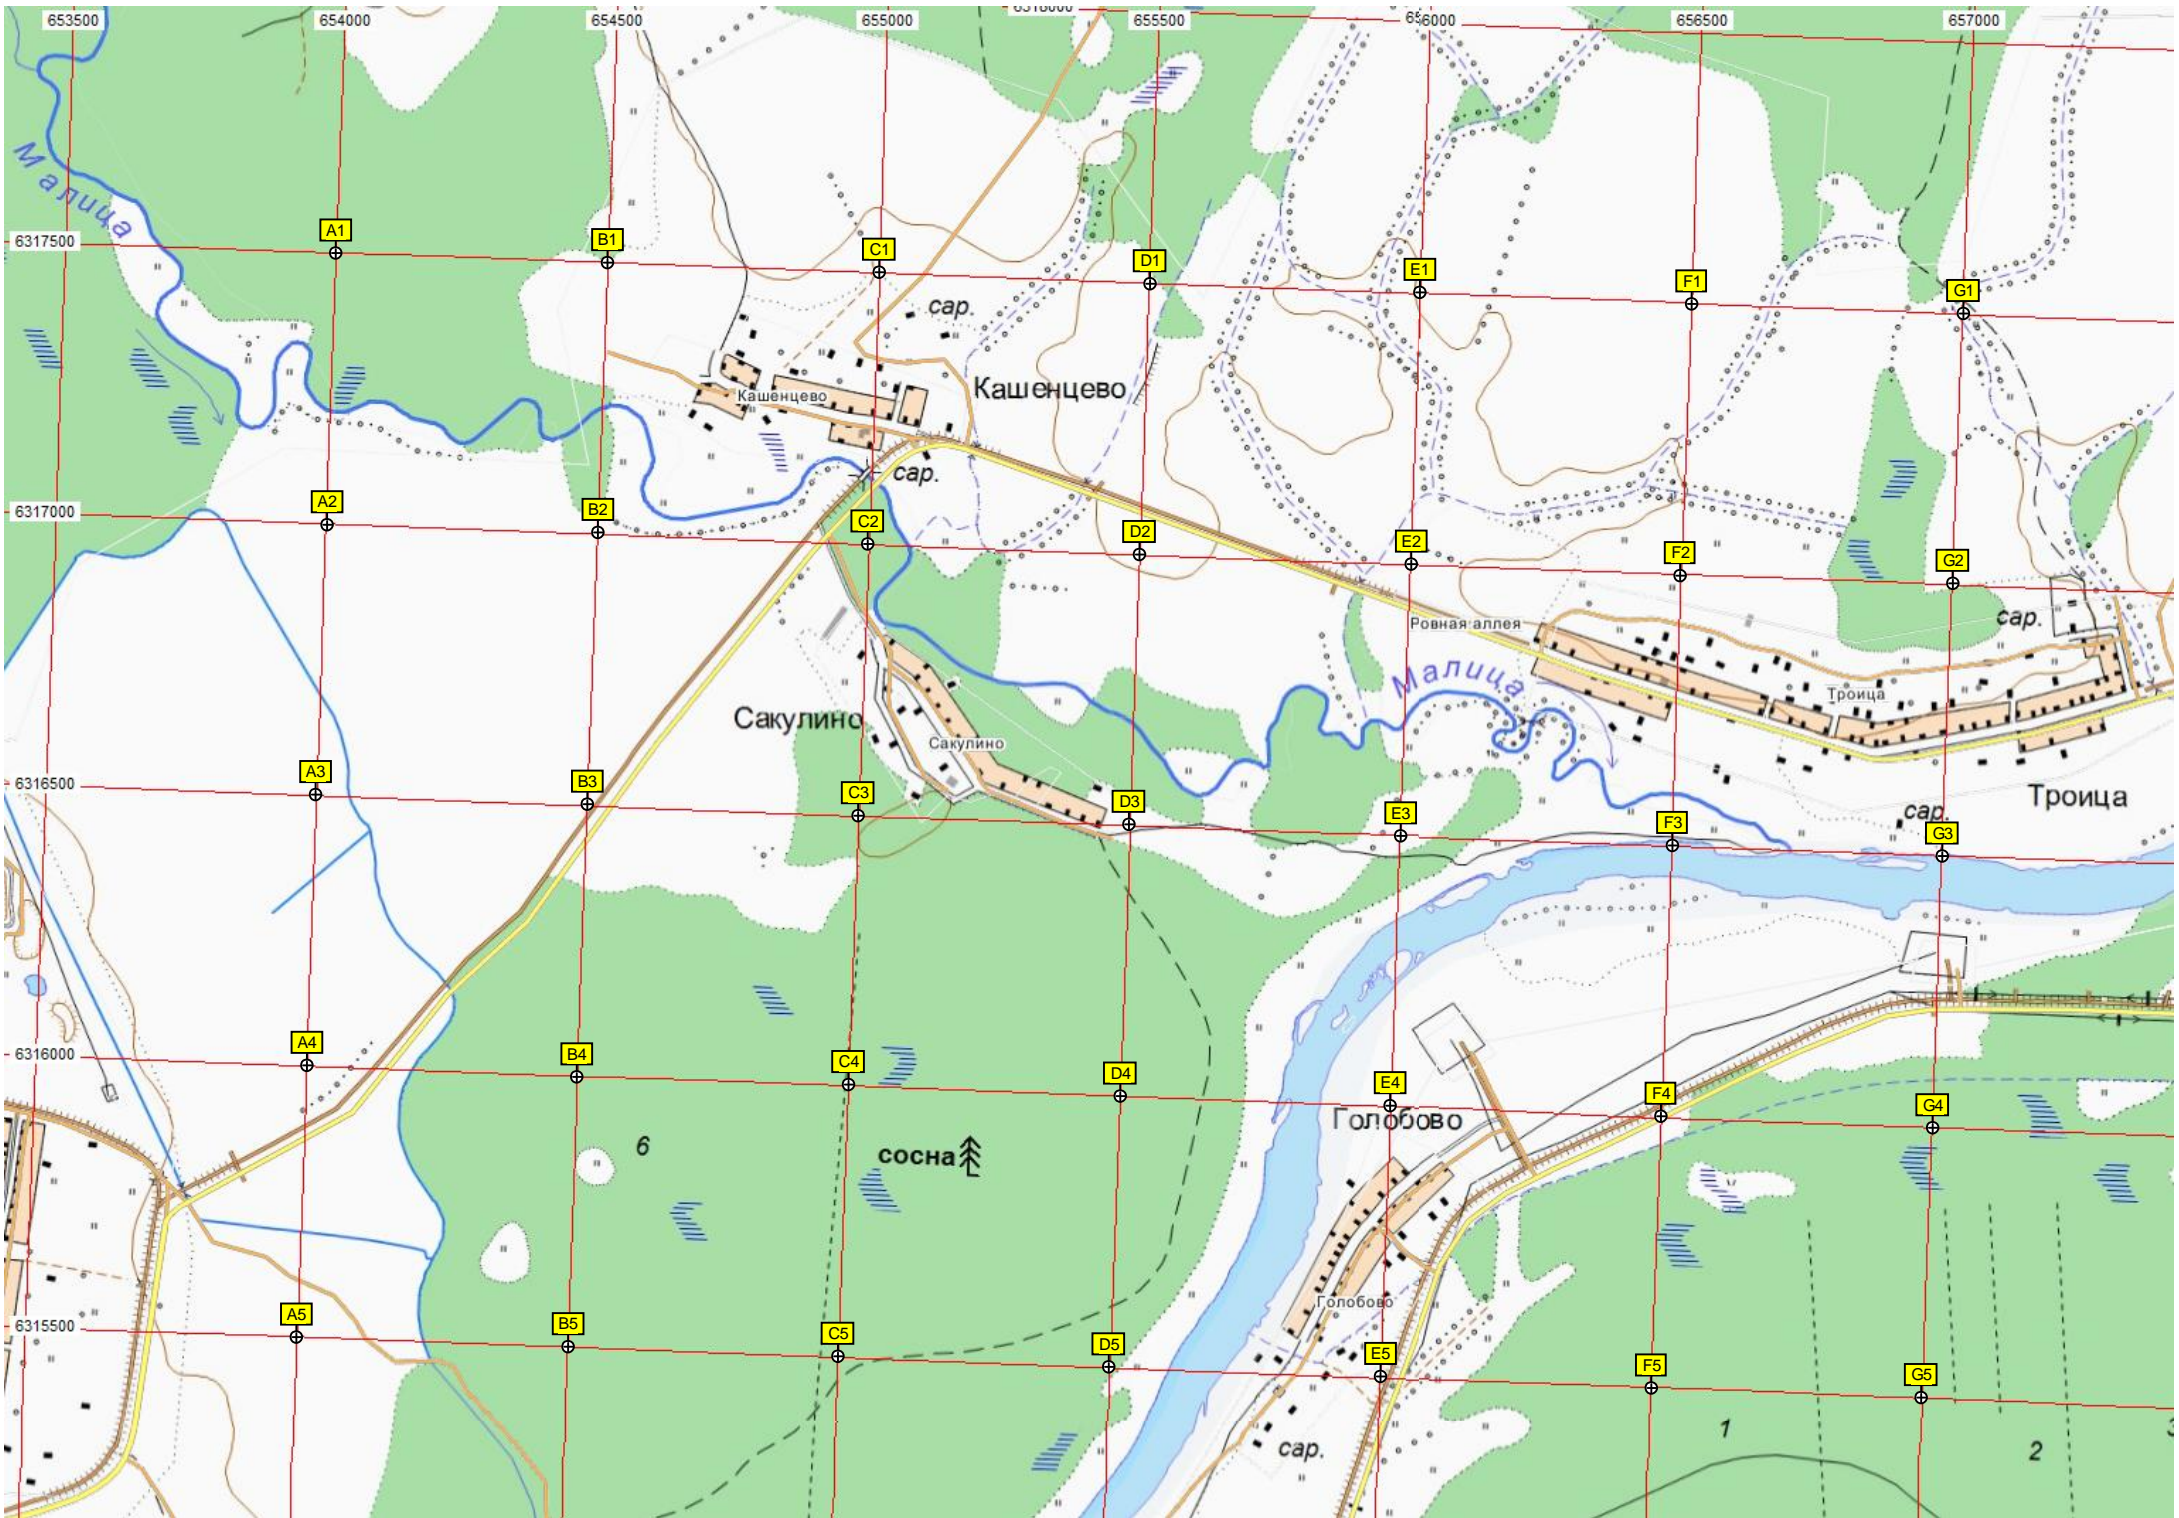 653500 654000 654500 655000 655500 656000 656500 657000
6318000
Малица
6317500
A1 B1 C1 D1 E1 F1 G1
сар.
Кашенцево
Кашенцево
сар.
6317000
A2 B2 C2 D2 E2 F2 G2
Ровная аллея
сар.
Малица
Троица
Сакулино
Сакулино
6316500
A3 B3 C3 D3 E3 F3 G3
сар.
Троица
6316000
A4 B4 C4 D4 E4 F4 G4
Голобово
6
сосна
Голобово
6315500
A5 B5 C5 D5 E5 F5 G5
сар.
1
2
3